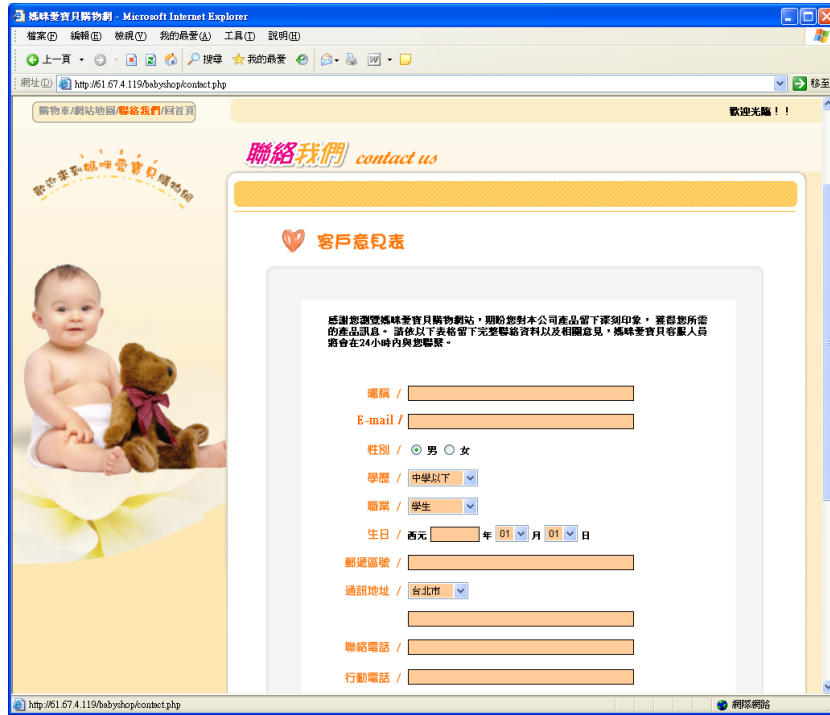 媽咪愛寶貝購物網 - Microsoft Internet Explorer
檔案(F) 編輯(E) 檢視(V) 我的最愛(A) 工具(T) 說明(H)
上一頁 搜尋 我的最愛
網址(D) http://61.67.4.119/babyshop/contact.php 移至
購物車/網站地圖/聯絡我們/回首頁 歡迎光臨！！
歡迎來到媽咪愛寶貝購物網
聯絡我們 contact us
客戶意見表
感謝您瀏覽媽咪愛寶貝購物網站，期盼您對本公司產品留下深刻印象， 獲得您所需
的產品訊息。 請依以下表格留下完整聯絡資料以及相關意見，媽咪愛寶貝客服人員
將會在24小時內與您聯繫。
暱稱 /
E-mail /
性別 / 男 女
學歷 / 中學以下
職業 / 學生
生日 / 西元 年 01 月 01 日
郵遞區號 /
通訊地址 / 台北市
聯絡電話 /
行動電話 /
http://61.67.4.119/babyshop/contact.php 網際網路